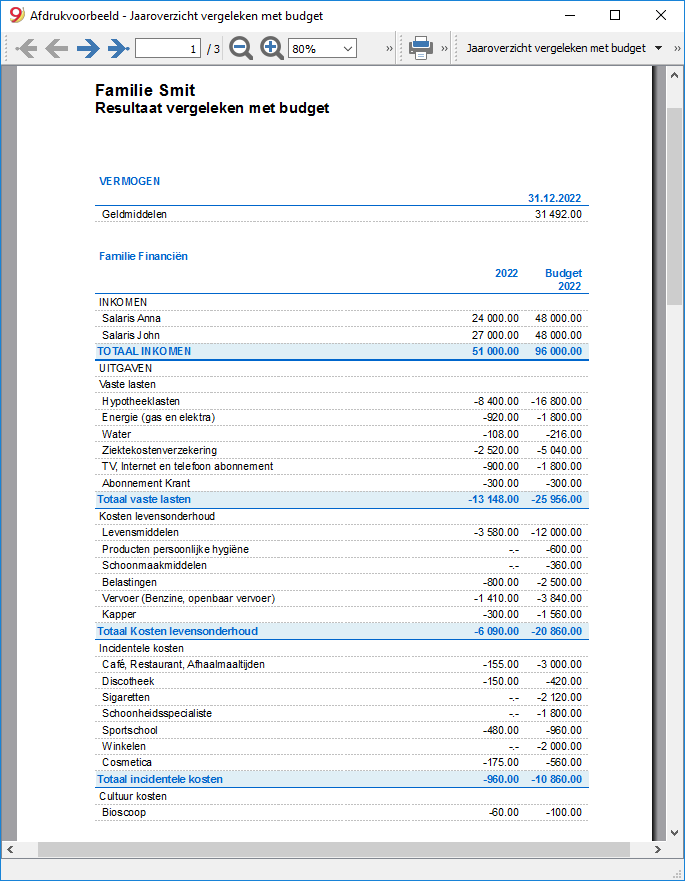 Afdrukvoorbeeld - Jaaroverzicht vergeleken met budget
1 / 3 80% Jaaroverzicht vergeleken met budget
Familie Smit
Resultaat vergeleken met budget
VERMOGEN
31.12.2022
Geldmiddelen 31 492.00
Familie Financiën
2022 Budget
2022
INKOMEN
Salaris Anna 24 000.00 48 000.00
Salaris John 27 000.00 48 000.00
TOTAAL INKOMEN 51 000.00 96 000.00
UITGAVEN
Vaste lasten
Hypotheeklasten -8 400.00 -16 800.00
Energie (gas en elektra) -920.00 -1 800.00
Water -108.00 -216.00
Ziektekostenverzekering -2 520.00 -5 040.00
TV, Internet en telefoon abonnement -900.00 -1 800.00
Abonnement Krant -300.00 -300.00
Totaal vaste lasten -13 148.00 -25 956.00
Kosten levensonderhoud
Levensmiddelen -3 580.00 -12 000.00
Producten persoonlijke hygiëne -.- -600.00
Schoonmaakmiddelen -.- -360.00
Belastingen -800.00 -2 500.00
Vervoer (Benzine, openbaar vervoer) -1 410.00 -3 840.00
Kapper -300.00 -1 560.00
Totaal Kosten levensonderhoud -6 090.00 -20 860.00
Incidentele kosten
Café, Restaurant, Afhaalmaaltijden -155.00 -3 000.00
Discotheek -150.00 -420.00
Sigaretten -.- -2 120.00
Schoonheidsspecialiste -.- -1 800.00
Sportschool -480.00 -960.00
Winkelen -.- -2 000.00
Cosmetica -175.00 -560.00
Totaal incidentele kosten -960.00 -10 860.00
Cultuur kosten
Bioscoop -60.00 -100.00